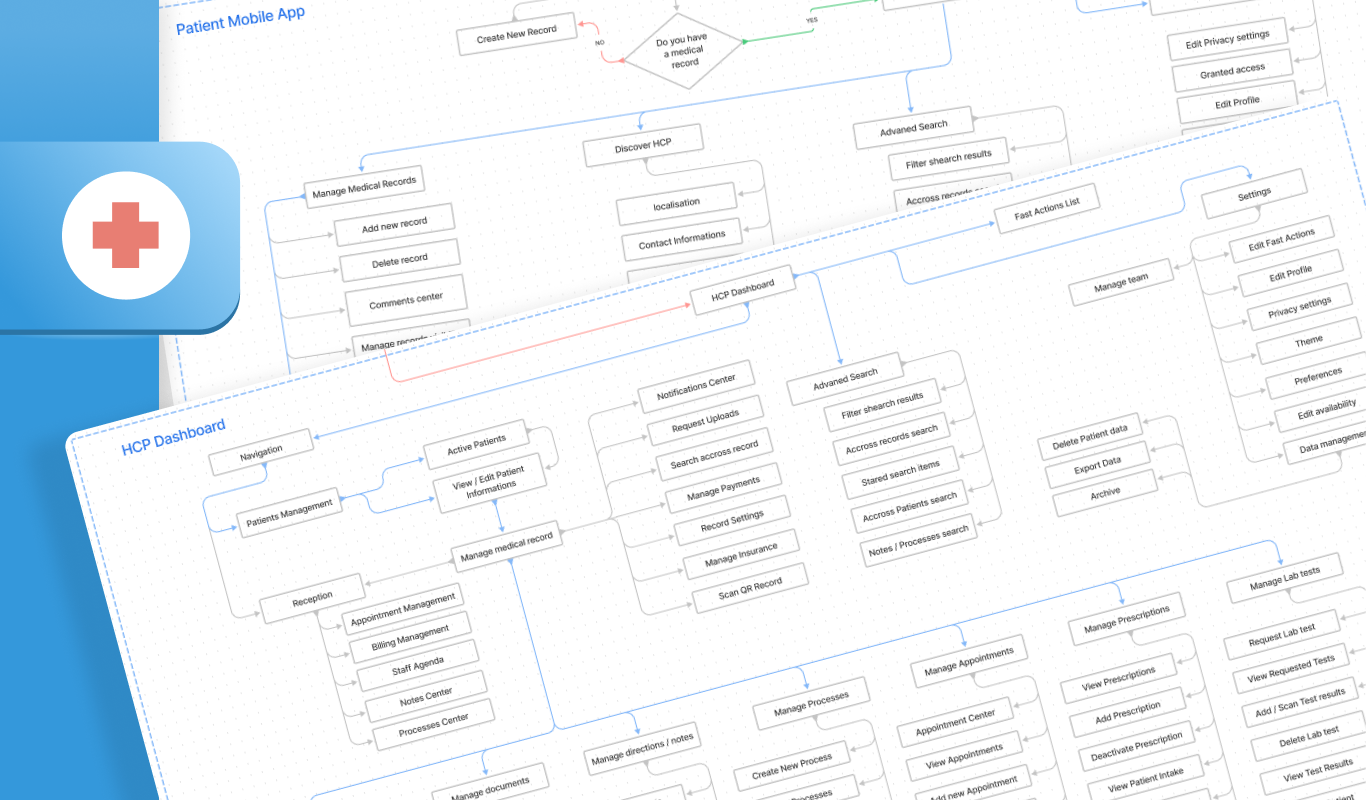 Patient Mobile App
Create New Record
NO
Do you have
a medical
record
YES
Edit Privacy settings
Granted access
Edit Profile
Manage Medical Records
Add new record
Delete record
Comments center
Manage records
Discover HCP
localisation
Contact Informations
Advaned Search
Filter shearch results
Accross records
HCP Dashboard
HCP Dashboard
Fast Actions List
Settings
Edit Fast Actions
Edit Profile
Privacy settings
Theme
Preferences
Edit availability
Data manageme
Manage team
Delete Patient data
Export Data
Archive
Navigation
Patients Management
Active Patients
View / Edit Patient
Informations
Manage medical record
Reception
Appointment Management
Billing Management
Staff Agenda
Notes Center
Processes Center
Notifications Center
Request Uploads
Search accross record
Manage Payments
Record Settings
Manage Insurance
Scan QR Record
Advaned Search
Filter shearch results
Accross records search
Stared search items
Accross Patients search
Notes / Processes search
Manage documents
Manage directions / notes
Manage Processes
Create New Process
Processes
Manage Appointments
Appointment Center
View Appointments
Add new Appointment
Manage Prescriptions
View Prescriptions
Add Prescription
Deactivate Prescription
View Patient Intake
Manage Lab tests
Request Lab test
View Requested Tests
Add / Scan Test results
Delete Lab test
View Test Results